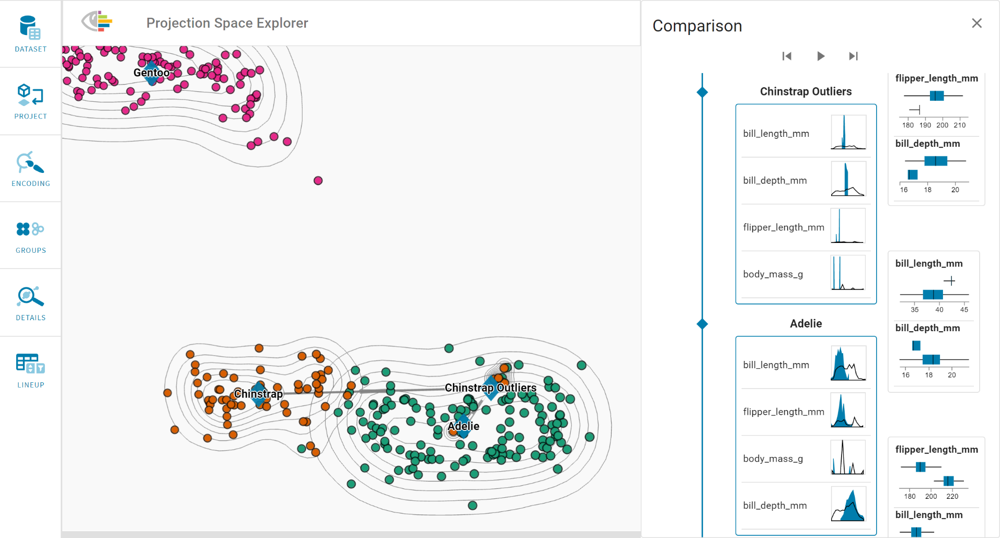 DATASET
PROJECT
ENCODING
GROUPS
DETAILS
LINEUP
Projection Space Explorer
Gentoo
Chinstrap
Chinstrap Outliers
Adelie
Comparison
Chinstrap Outliers
bill_length_mm
bill_depth_mm
flipper_length_mm
body_mass_g
Adelie
bill_length_mm
flipper_length_mm
body_mass_g
bill_depth_mm
flipper_length_mm
180 190 200 210
bill_depth_mm
16 18 20
bill_length_mm
35 40 45
bill_depth_mm
16 18 20
flipper_length_mm
180 200 220
bill_length_mm